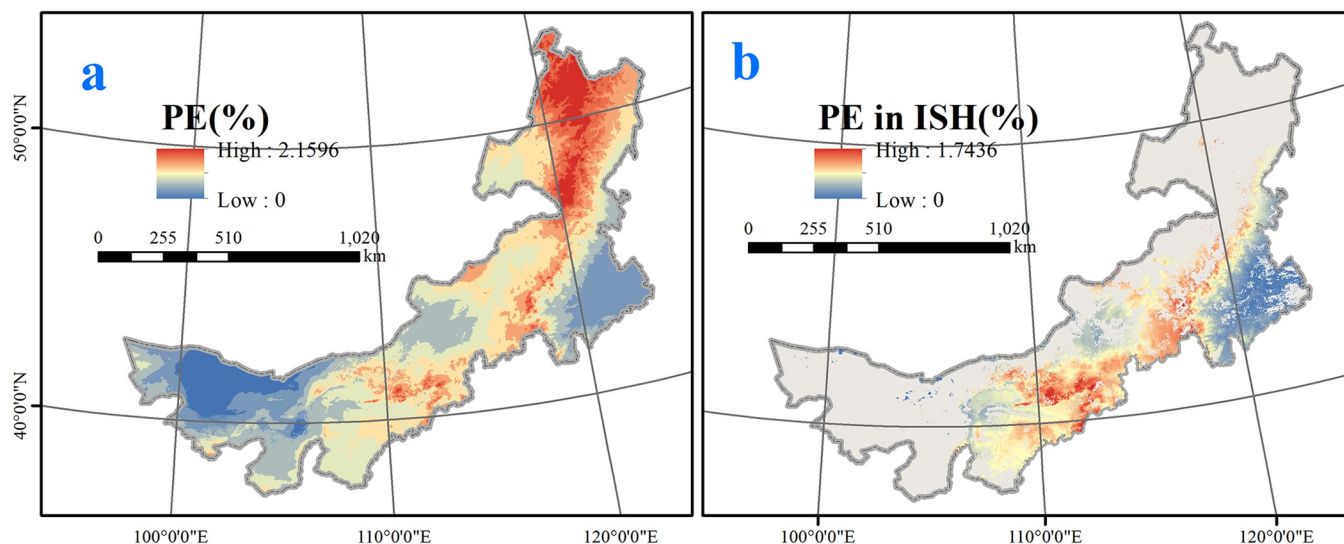 a
PE(%)
High : 2.1596
Low : 0
0 255 510 1,020
km
50°0'0"N
40°0'0"N
100°0'0"E 110°0'0"E 120°0'0"E
b
PE in ISH(%)
High : 1.7436
Low : 0
0 255 510 1,020
km
100°0'0"E 110°0'0"E 120°0'0"E